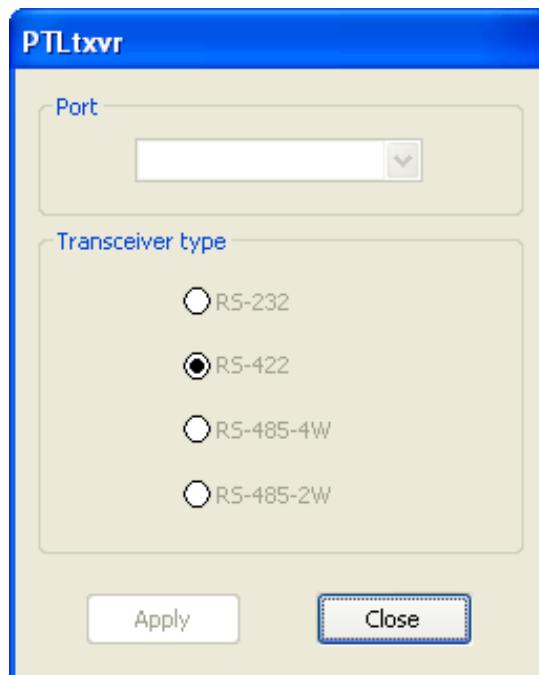 PTLtxvr
Port
Transceiver type
RS-232
RS-422
RS-485-4W
RS-485-2W
Apply
Close